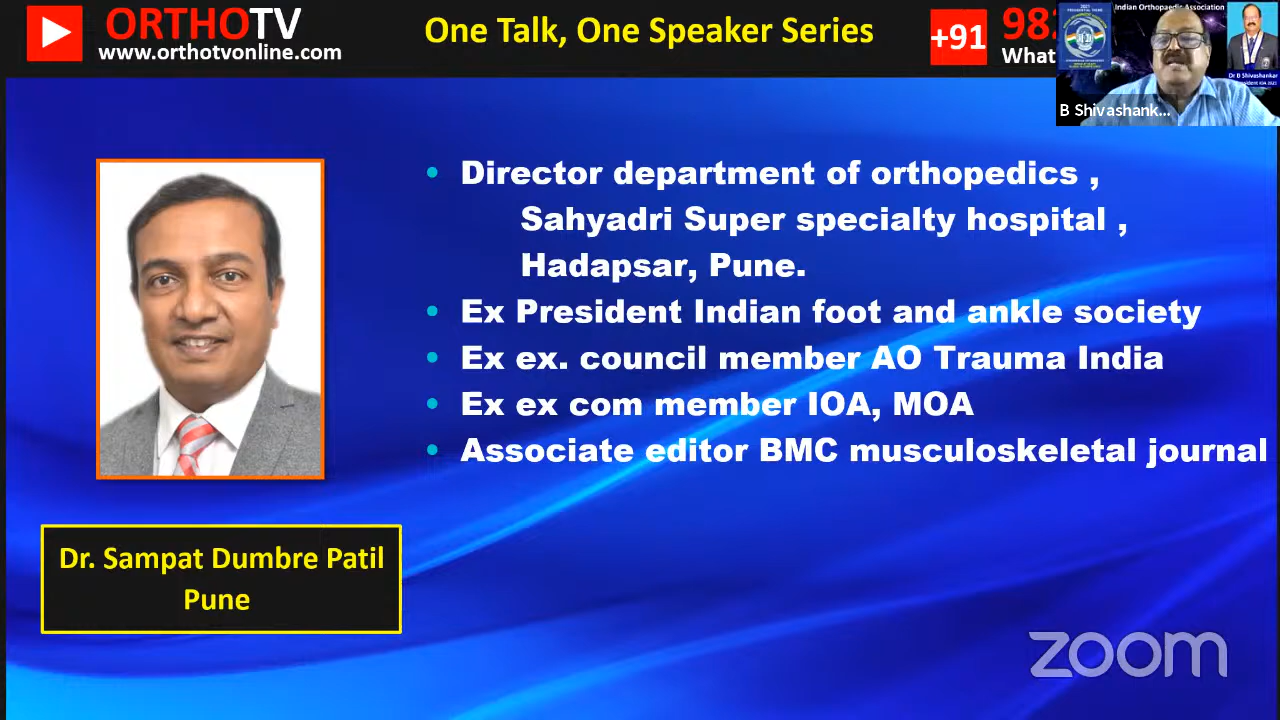 ORTHOTV
www.orthotvonline.com
One Talk, One Speaker Series
+91
Indian Orthopaedic Association
Dr B Shivashankar
B Shivashank...
• Director department of orthopedics ,
Sahyadri Super specialty hospital ,
Hadapsar, Pune.
• Ex President Indian foot and ankle society
• Ex ex. council member AO Trauma India
• Ex ex com member IOA, MOA
• Associate editor BMC musculoskeletal journal
Dr. Sampat Dumbre Patil
Pune
zoom